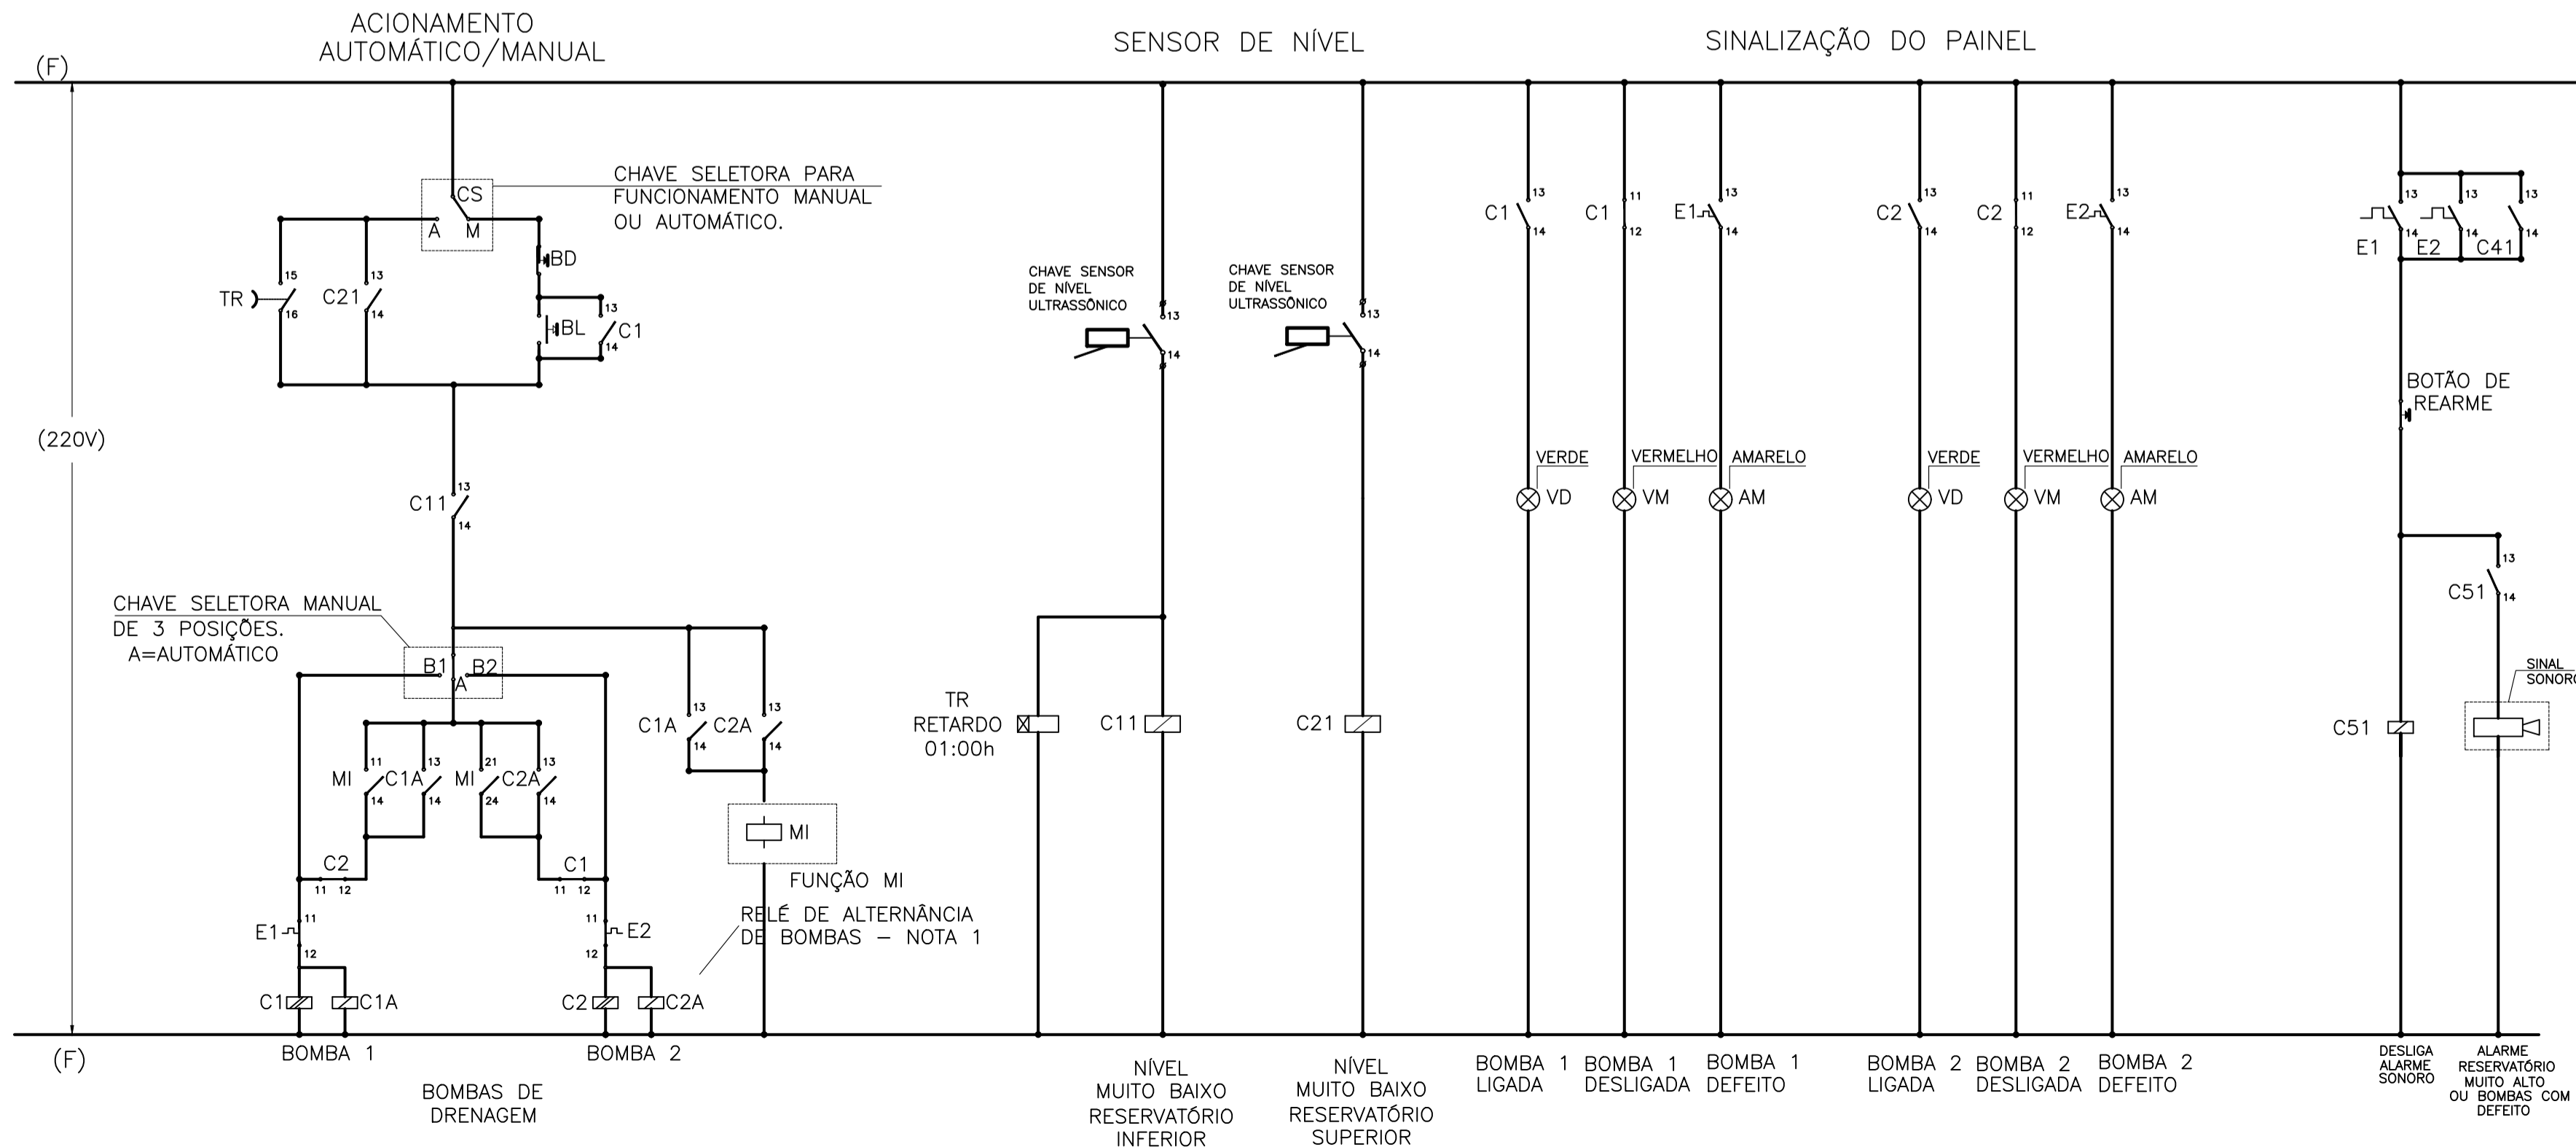 ACIONAMENTO
AUTOMÁTICO/MANUAL
SENSOR DE NÍVEL
SINALIZAÇÃO DO PAINEL
(F)
(220V)
(F)
CHAVE SELETORA PARA
FUNCIONAMENTO MANUAL
OU AUTOMÁTICO.
CS
A M
BD
TR
15
16
C21
13
14
BL
13
C1
14
C11
13
14
CHAVE SELETORA MANUAL
DE 3 POSIÇÕES.
A=AUTOMÁTICO
B1 B2
A
C1A
13
14
C2A
13
14
MI
11
14
C1A
13
14
MI
21
24
C2A
13
14
MI
FUNÇÃO MI
RELÉ DE ALTERNÂNCIA
DE BOMBAS – NOTA 1
C2
11 12
C1
11 12
E1
11
12
E2
11
12
C1
C1A
C2
C2A
BOMBA 1
BOMBA 2
BOMBAS DE
DRENAGEM
CHAVE SENSOR
DE NÍVEL
ULTRASSÔNICO
13
14
CHAVE SENSOR
DE NÍVEL
ULTRASSÔNICO
13
14
TR
RETARDO
01:00h
C11
C21
NÍVEL
MUITO BAIXO
RESERVATÓRIO
INFERIOR
NÍVEL
MUITO BAIXO
RESERVATÓRIO
SUPERIOR
C1
13
14
C1
11
12
E1
13
14
C2
13
14
C2
11
12
E2
13
14
VERDE
VD
VERMELHO
VM
AMARELO
AM
VERDE
VD
VERMELHO
VM
AMARELO
AM
BOMBA 1
LIGADA
BOMBA 1
DESLIGADA
BOMBA 1
DEFEITO
BOMBA 2
LIGADA
BOMBA 2
DESLIGADA
BOMBA 2
DEFEITO
13
14
E1
13
14
E2
13
14
C41
BOTÃO DE
REARME
13
C51
14
SINAL
SONORO
C51
DESLIGA
ALARME
SONORO
ALARME
RESERVATÓRIO
MUITO ALTO
OU BOMBAS COM
DEFEITO